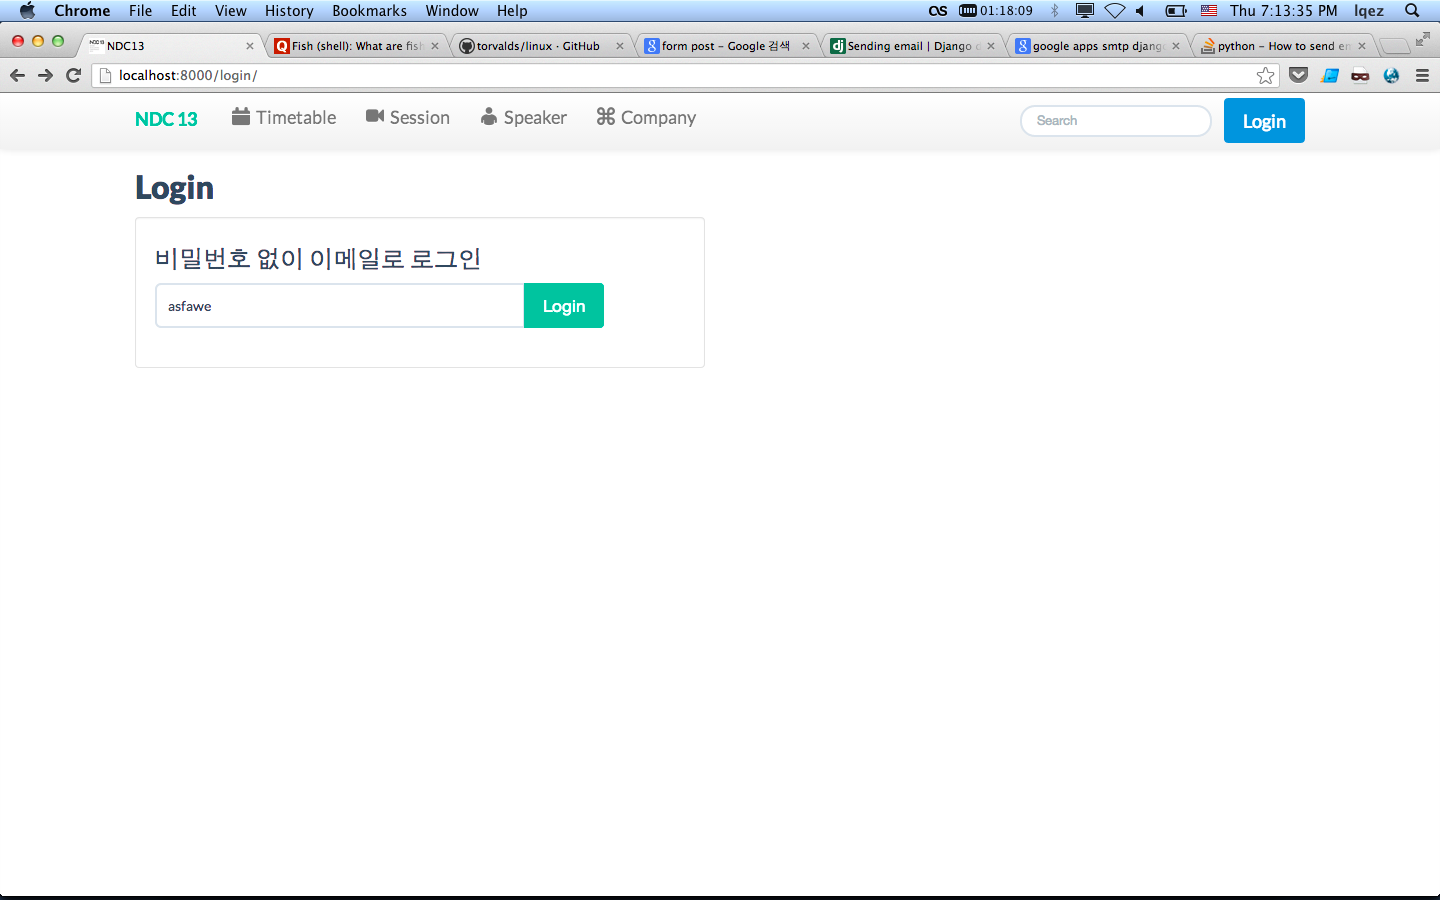 Chrome File Edit View History Bookmarks Window Help
01:18:09 Thu 7:13:35 PM lqez
NDC13
Fish (shell): What are fish
torvalds/linux · GitHub
form post - Google 검색
Sending email | Django d
google apps smtp djang
python - How to send em
localhost:8000/login/
NDC 13 Timetable Session Speaker Company Search Login
Login
비밀번호 없이 이메일로 로그인
asfawe Login